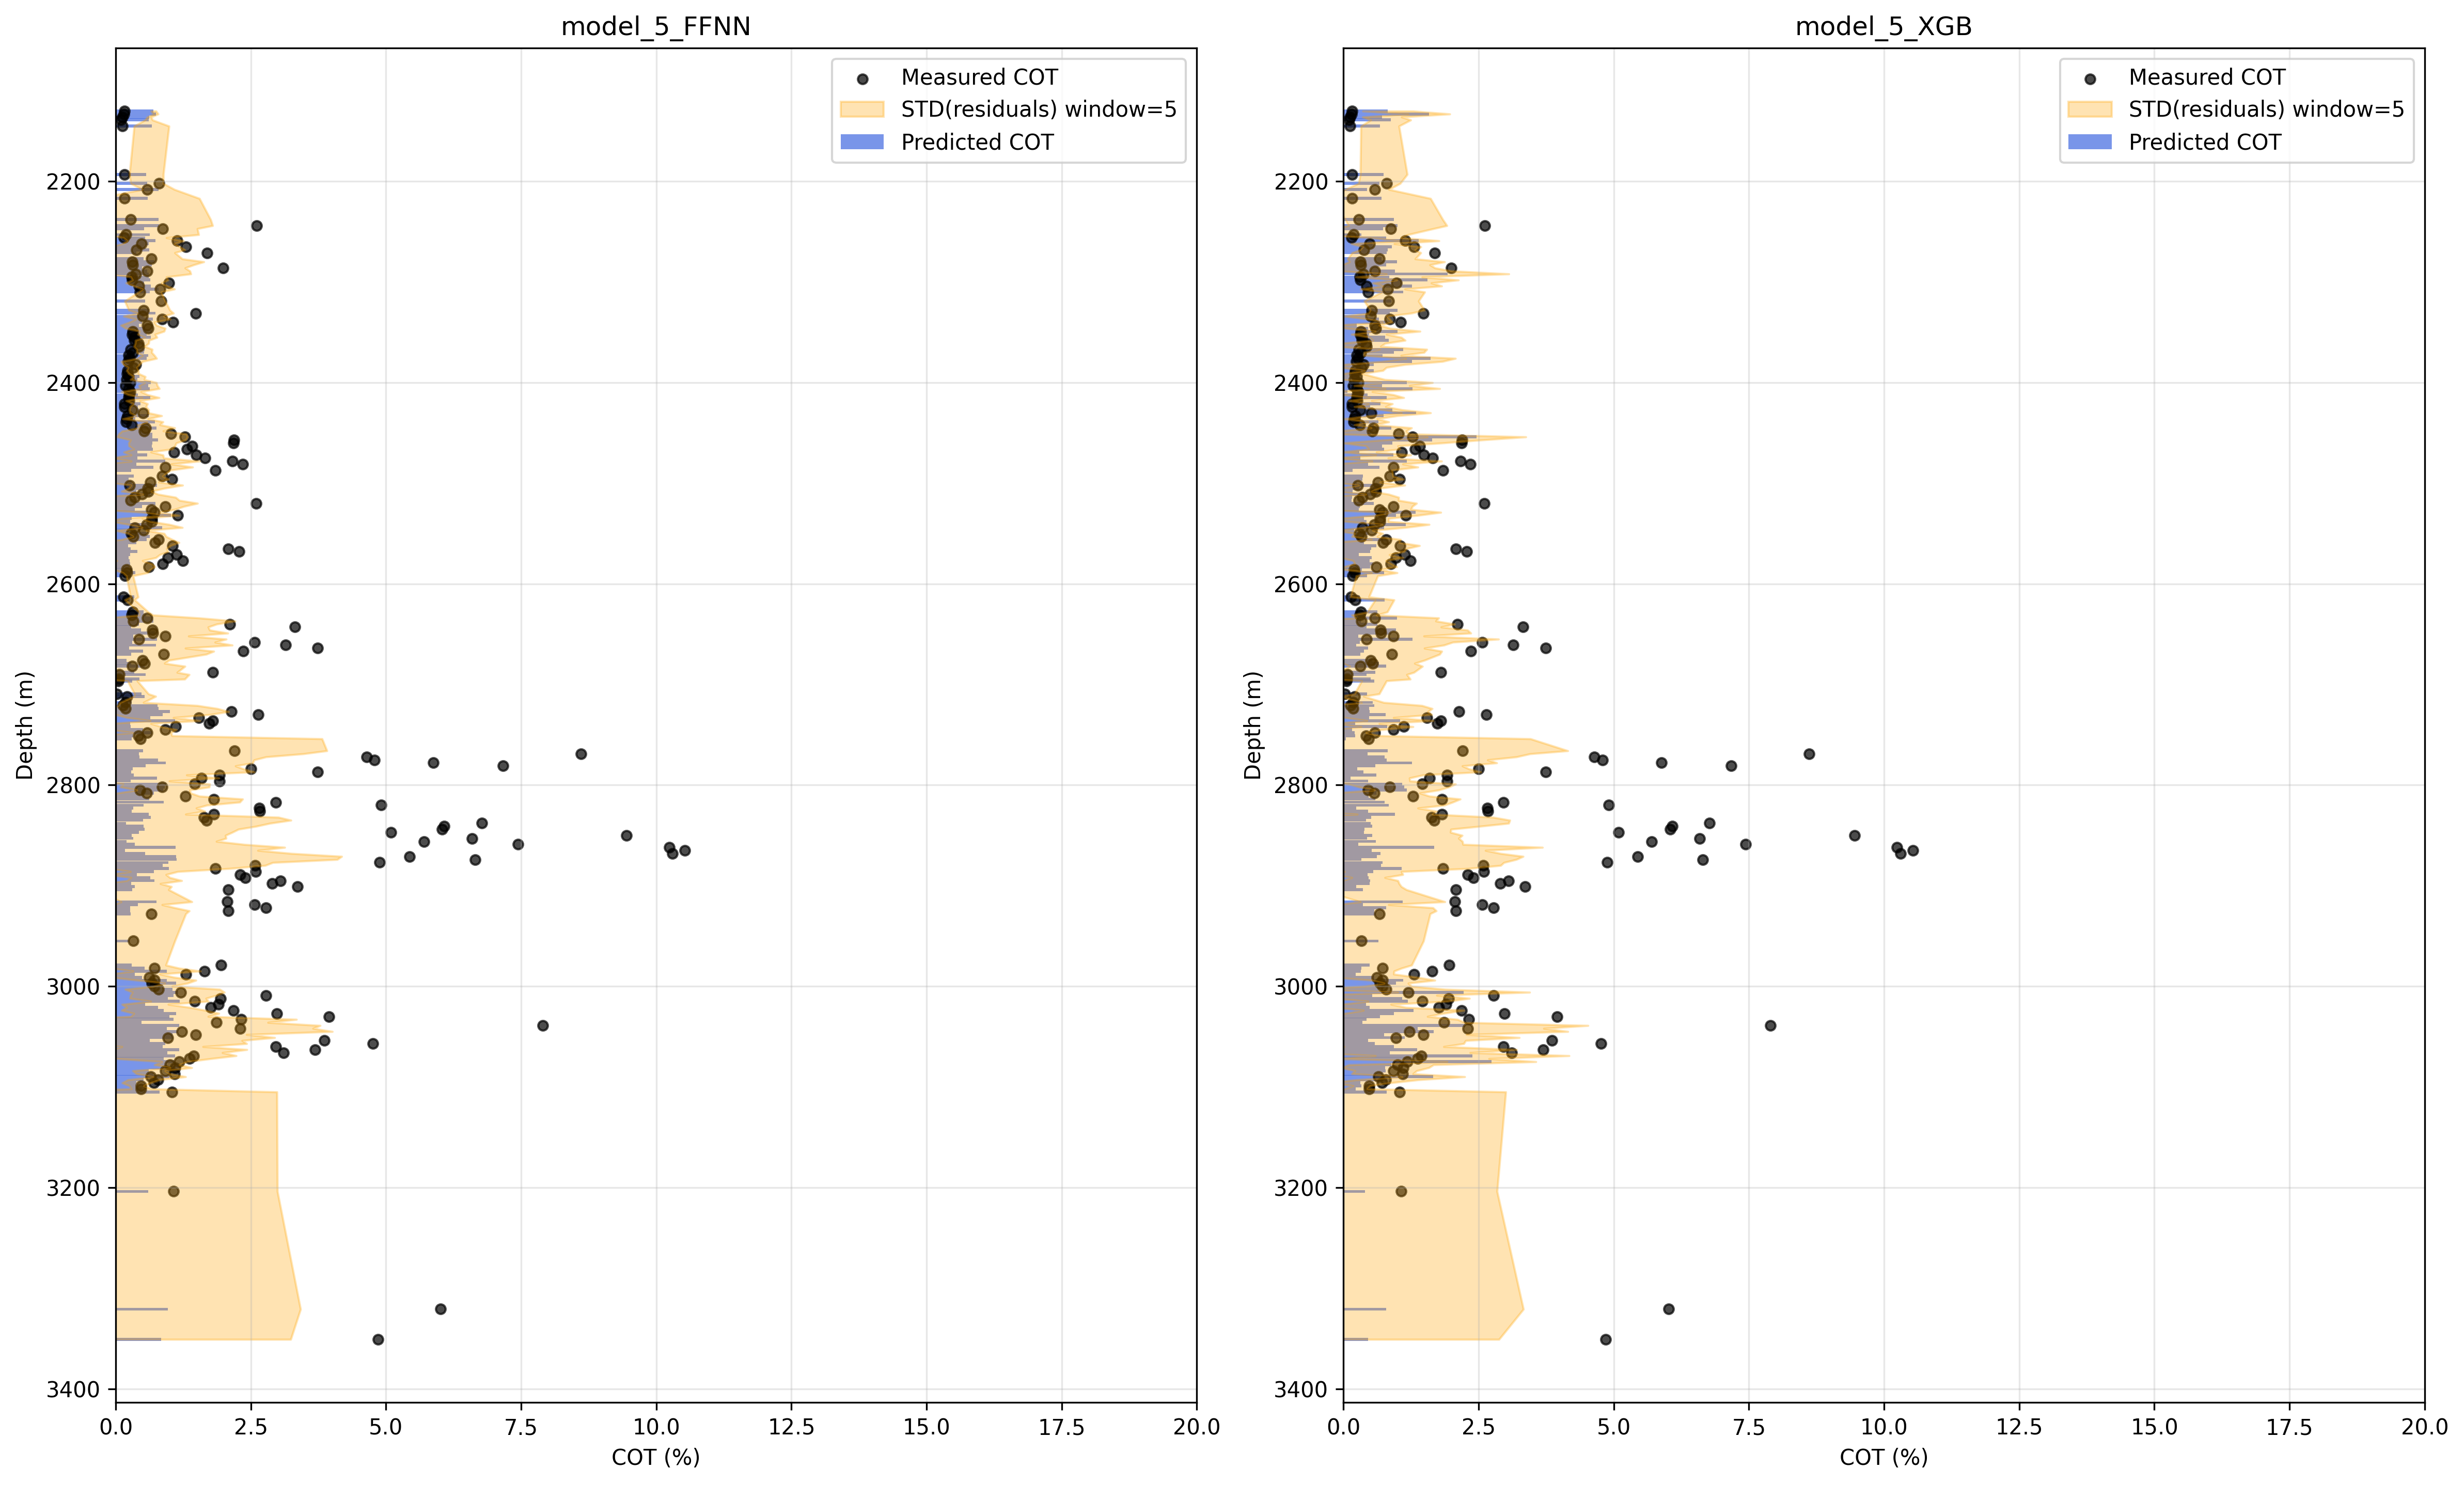 model_5_FFNN
Measured COT
STD(residuals) window=5
Predicted COT
2200
2400
2600
2800
3000
3200
3400
Depth (m)
0.0 2.5 5.0 7.5 10.0 12.5 15.0 17.5 20.0
COT (%)
model_5_XGB
Measured COT
STD(residuals) window=5
Predicted COT
2200
2400
2600
2800
3000
3200
3400
Depth (m)
0.0 2.5 5.0 7.5 10.0 12.5 15.0 17.5 20.0
COT (%)